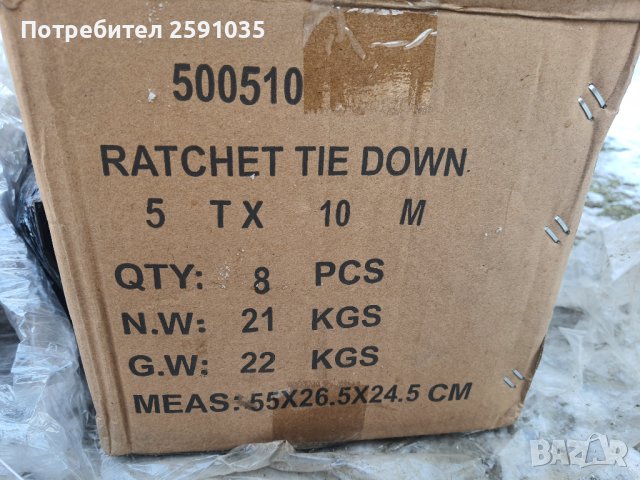 Потребител 2591035
500510
RATCHET TIE DOWN
5 T X 10 M
QTY: 8 PCS
N.W: 21 KGS
G.W: 22 KGS
MEAS: 55X26.5X24.5 CM
BAZAR